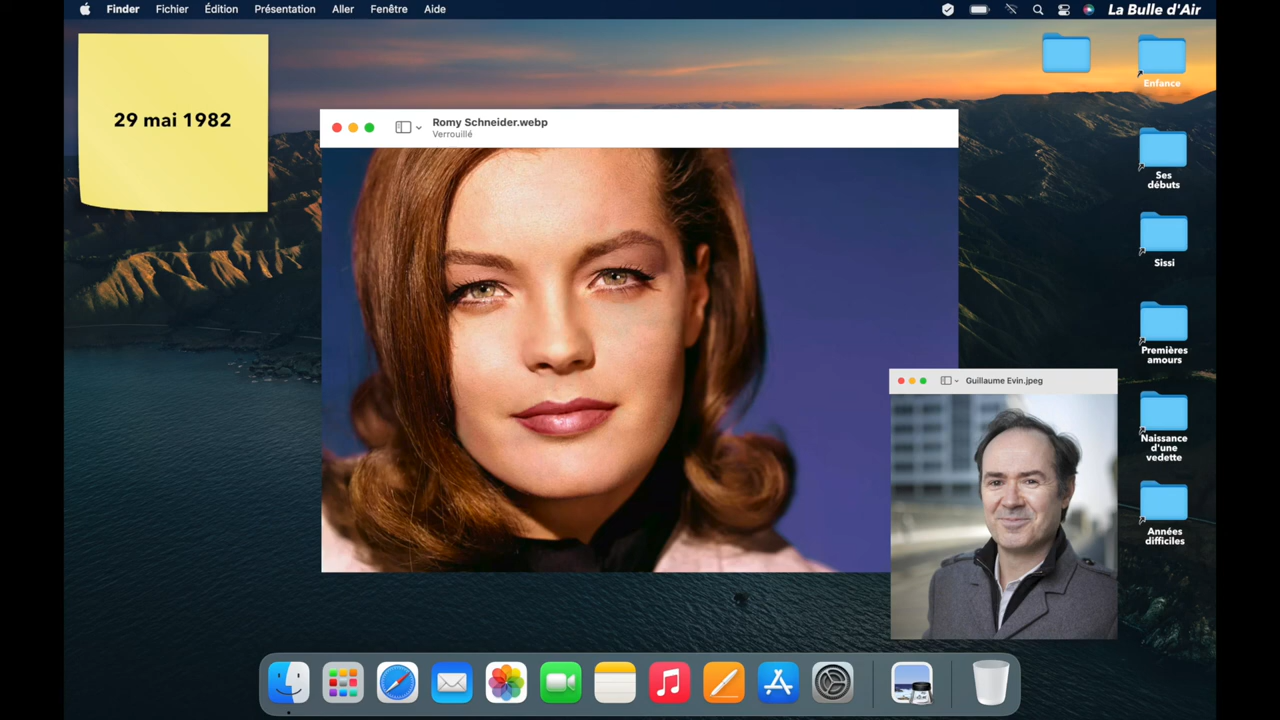 Finder Fichier Édition Présentation Aller Fenêtre Aide
La Bulle d'Air
29 mai 1982
Romy Schneider.webp
Verrouillé
Enfance
Ses
débuts
Sissi
Premières
amours
Guillaume Evin.jpeg
Naissance
d'une
vedette
Années
difficiles